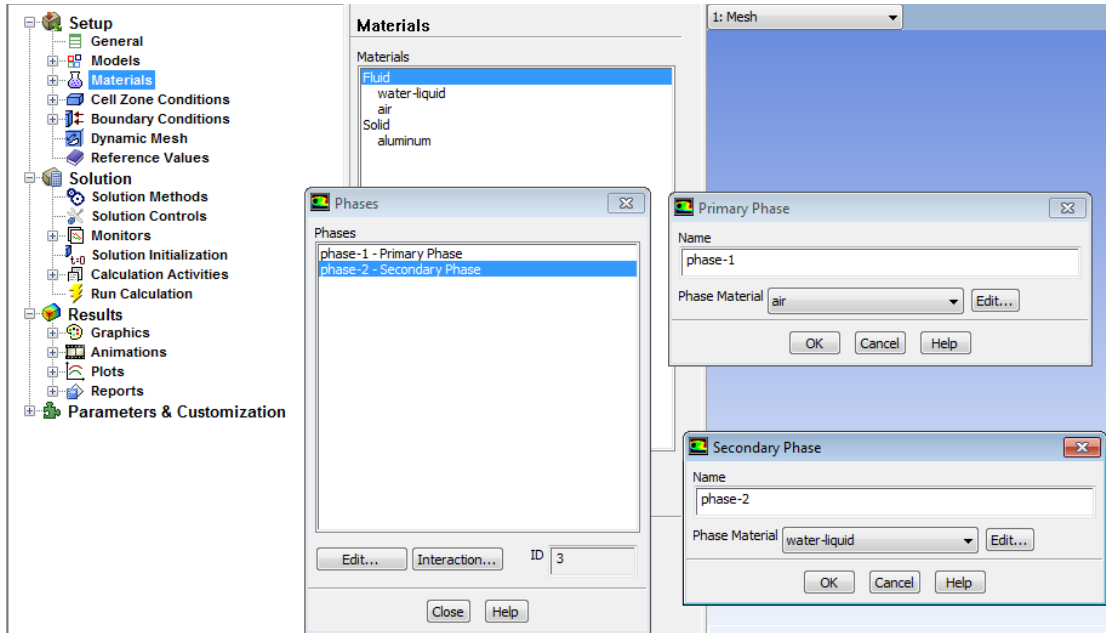 Setup
General
Models
Materials
Cell Zone Conditions
Boundary Conditions
Dynamic Mesh
Reference Values
Solution
Solution Methods
Solution Controls
Monitors
t=0 Solution Initialization
Calculation Activities
Run Calculation
Results
Graphics
Animations
Plots
Reports
Parameters & Customization
Materials
Materials
Fluid
water-liquid
air
Solid
aluminum
1: Mesh
Phases
Phases
phase-1 - Primary Phase
phase-2 - Secondary Phase
Edit... Interaction... ID 3
Close Help
Primary Phase
Name
phase-1
Phase Material air Edit...
OK Cancel Help
Secondary Phase
Name
phase-2
Phase Material water-liquid Edit...
OK Cancel Help